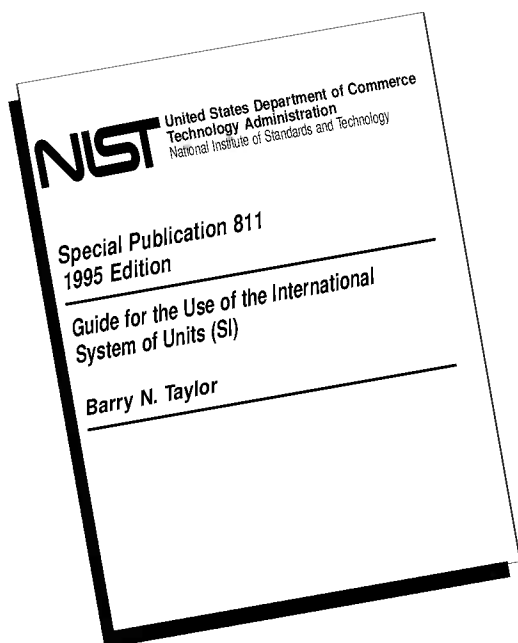 NIST
United States Department of Commerce
Technology Administration
National Institute of Standards and Technology
Special Publication 811
1995 Edition
Guide for the Use of the International
System of Units (SI)
Barry N. Taylor